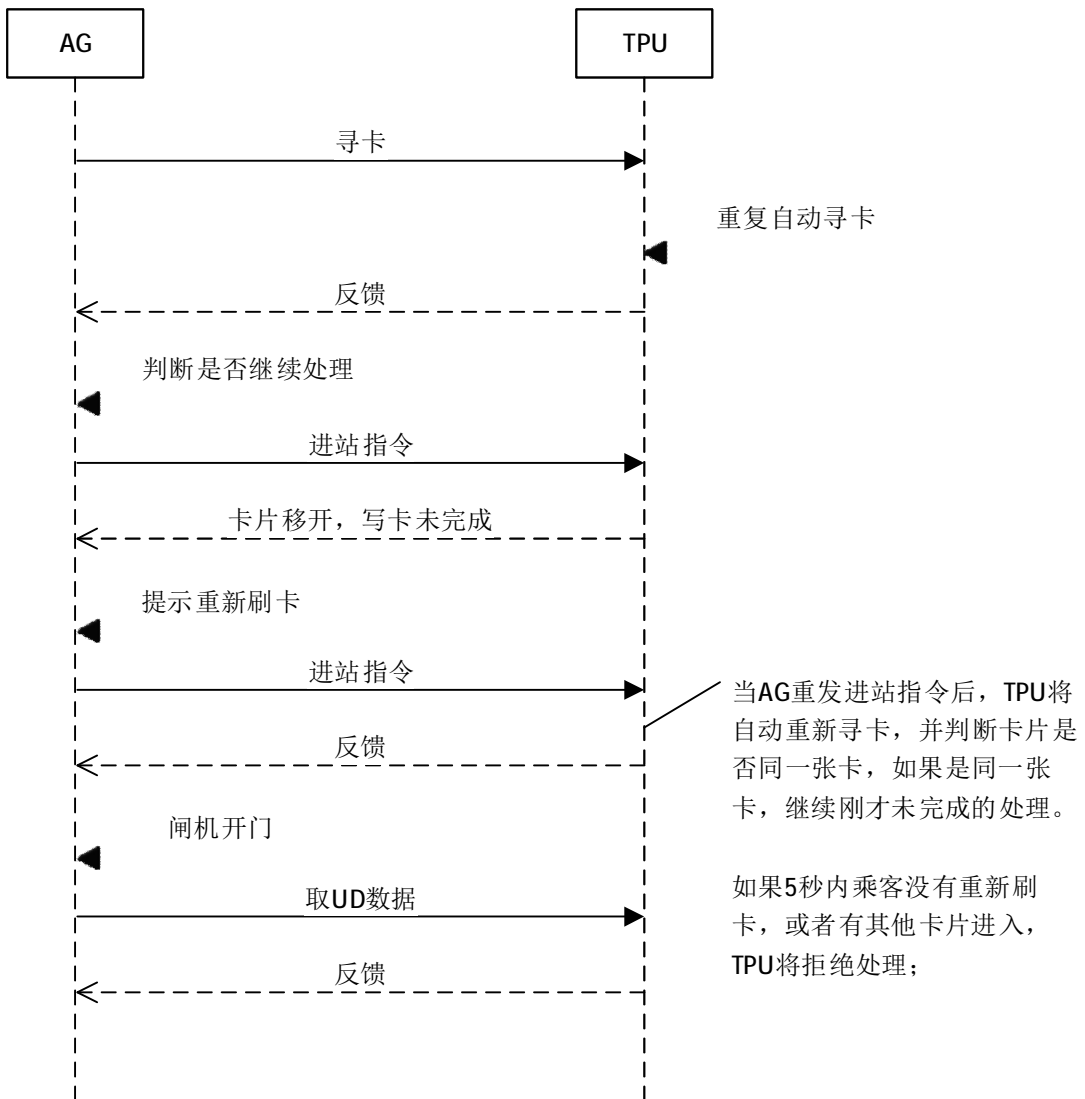 AG
TPU
寻卡
重复自动寻卡
反馈
判断是否继续处理
进站指令
卡片移开，写卡未完成
提示重新刷卡
进站指令
当AG重发进站指令后，TPU将
自动重新寻卡，并判断卡片是
否同一张卡，如果是同一张
卡，继续刚才未完成的处理。
反馈
闸机开门
如果5秒内乘客没有重新刷
卡，或者有其他卡片进入，
TPU将拒绝处理；
取UD数据
反馈